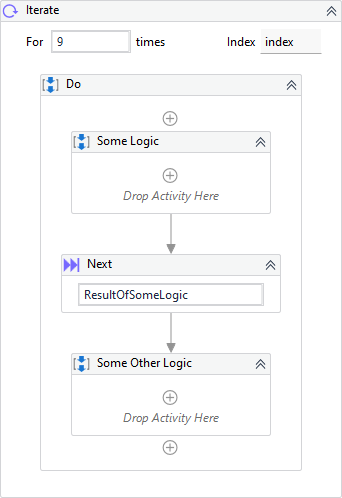 Iterate
For 9 times Index index
Do
Some Logic
Drop Activity Here
Next
ResultOfSomeLogic
Some Other Logic
Drop Activity Here